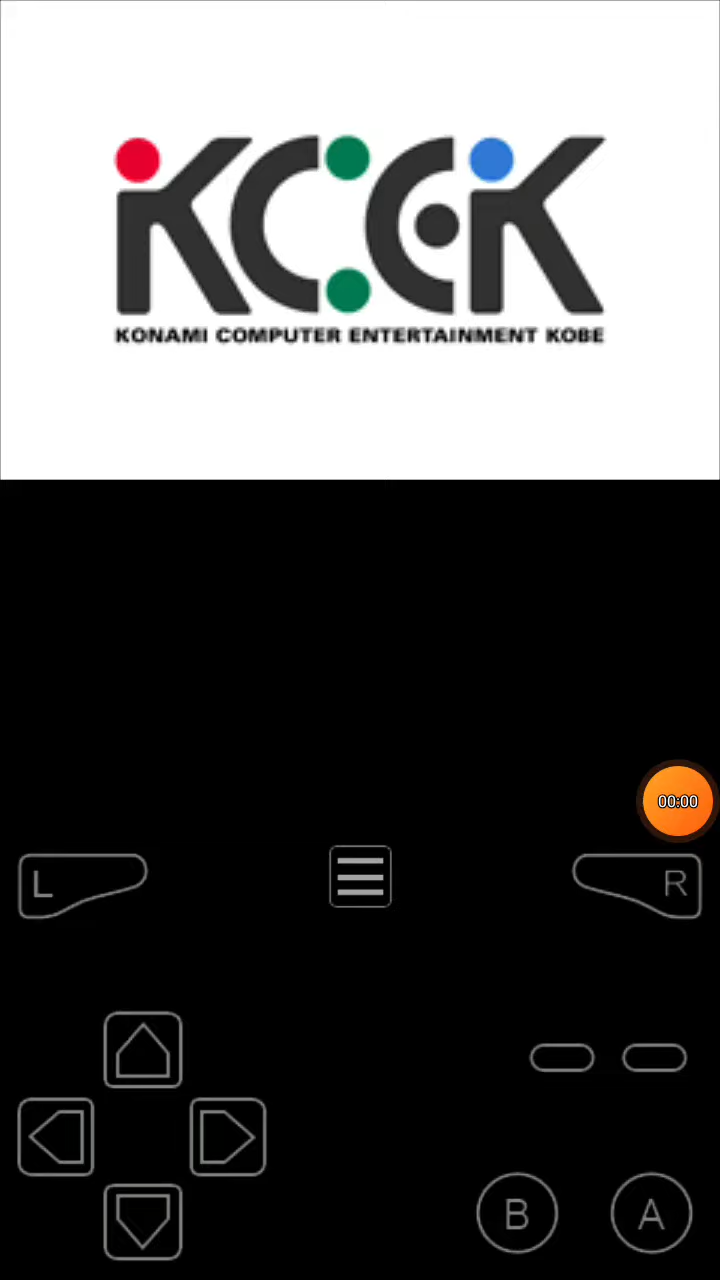 KCEK
KONAMI COMPUTER ENTERTAINMENT KOBE
00:00
L
R
B
A